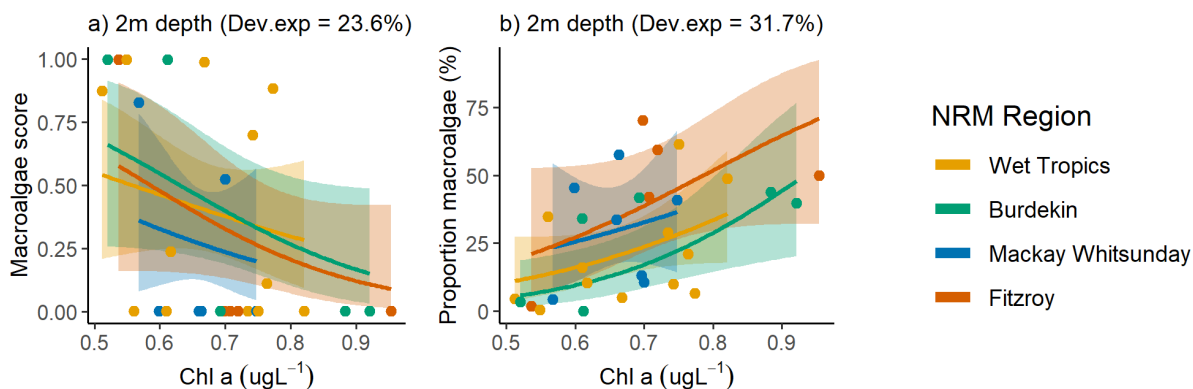 a) 2m depth (Dev.exp = 23.6%)
Macroalgae score
1.00
0.75
0.50
0.25
0.00
0.5 0.6 0.7 0.8 0.9
Chl a (ugL⁻¹)
b) 2m depth (Dev.exp = 31.7%)
Proportion macroalgae (%)
75
50
25
0
0.5 0.6 0.7 0.8 0.9
Chl a (ugL⁻¹)
NRM Region
Wet Tropics
Burdekin
Mackay Whitsunday
Fitzroy